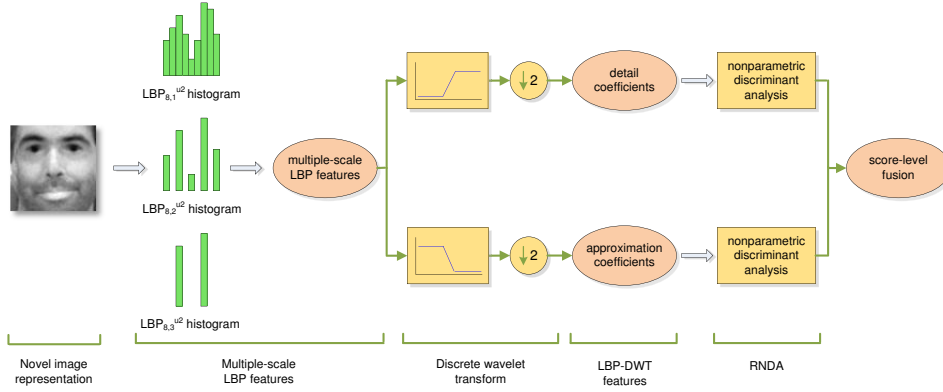 LBP8,1u2 histogram
LBP8,2u2 histogram
LBP8,3u2 histogram
multiple-scale
LBP features
2
detail
coefficients
nonparametric
discriminant
analysis
2
approximation
coefficients
nonparametric
discriminant
analysis
score-level
fusion
Novel image
representation
Multiple-scale
LBP features
Discrete wavelet
transform
LBP-DWT
features
RNDA